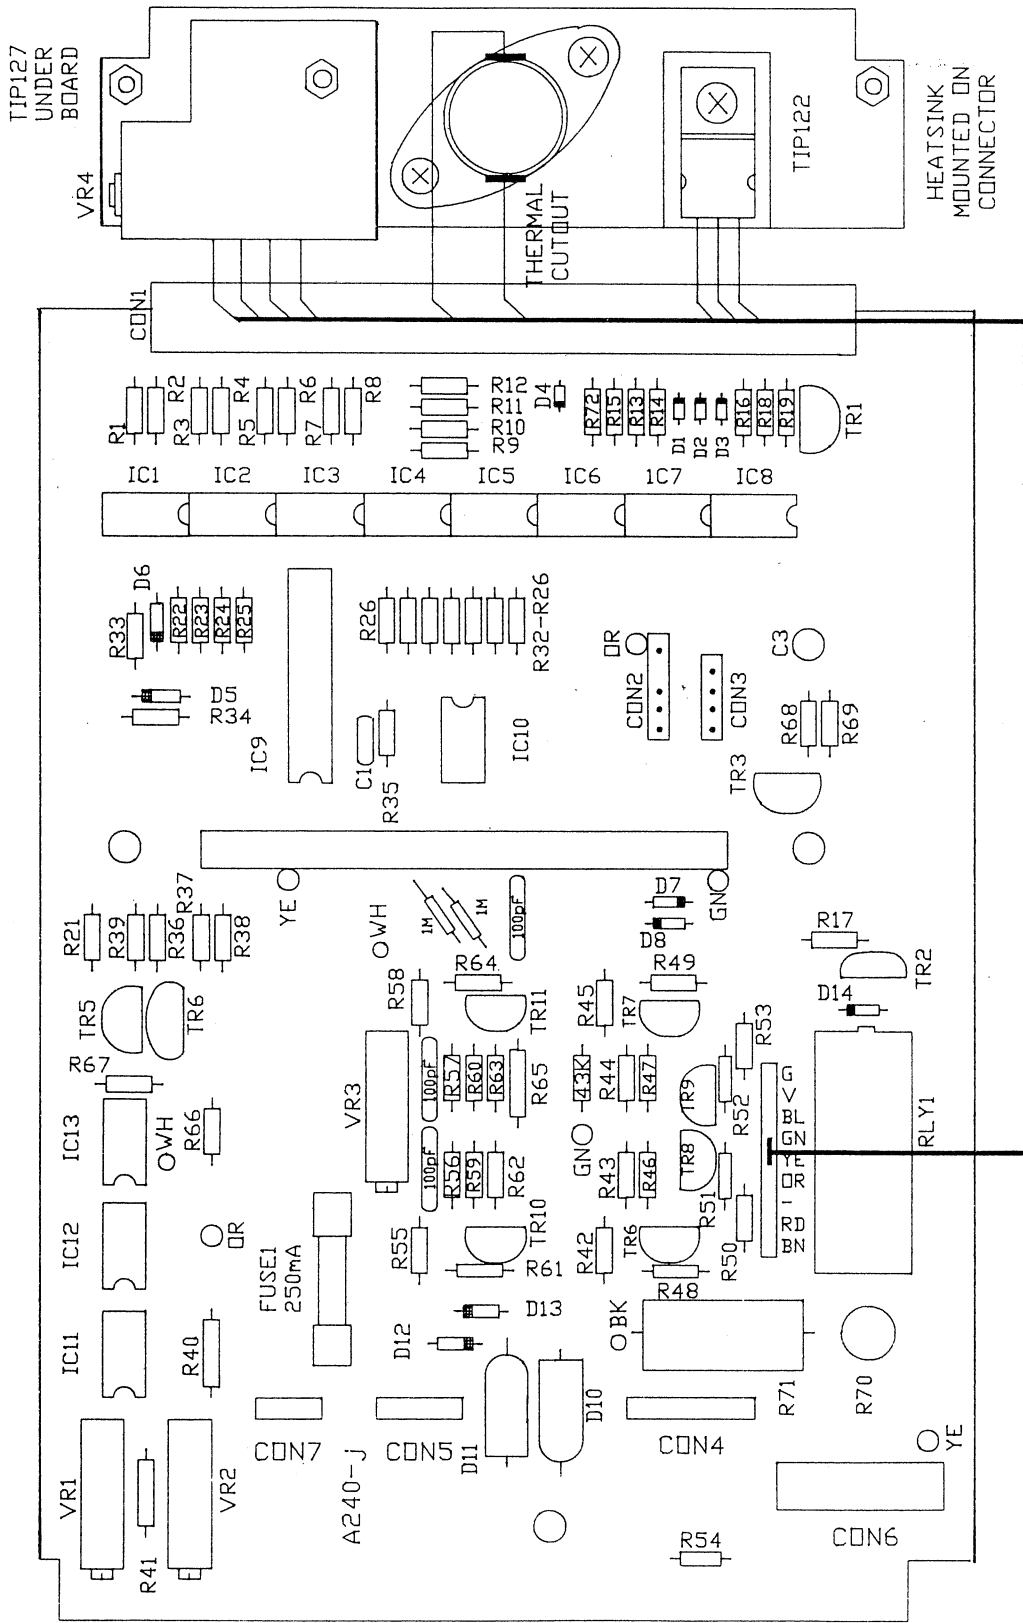 TIP127
UNDER
BOARD
VR4
THERMAL
CUTOUT
TIP122
HEATSINK
MOUNTED ON
CONNECTOR
CON1
R1
R2
R3
R4
R5
R6
R7
R8
R12
R11
R10
R9
D4
R72
R15
R13
R14
D1
D2
D3
R16
R18
R19
TR1
IC1
IC2
IC3
IC4
IC5
IC6
1C7
IC8
R33
D6
R22
R23
R24
R25
D5
R34
IC9
R26
R32-R26
C1
R35
IC10
OR
CON2
CON3
C3
R68
R69
TR3
YE
GN
R21
R39
R36
R37
R38
WH
1M
1M
100pF
D7
D8
R17
TR2
D14
TR5
TR6
R67
R58
R64
TR11
R45
TR7
R49
R53
VR3
100pF
R57
R60
R63
R65
43K
R44
R47
TR9
R52
G
V
BL
GN
YE
OR
-
RD
BN
RLY1
IC13
WH
R66
100pF
R56
R59
R62
GN
R43
R46
TR8
R51
R50
IC12
OR
FUSE1
250mA
R55
TR10
R61
R42
TR6
R48
IC11
R40
D12
D13
BK
R71
R70
CON7
CON5
D11
D10
CON4
YE
VR1
R41
VR2
A240-j
R54
CON6